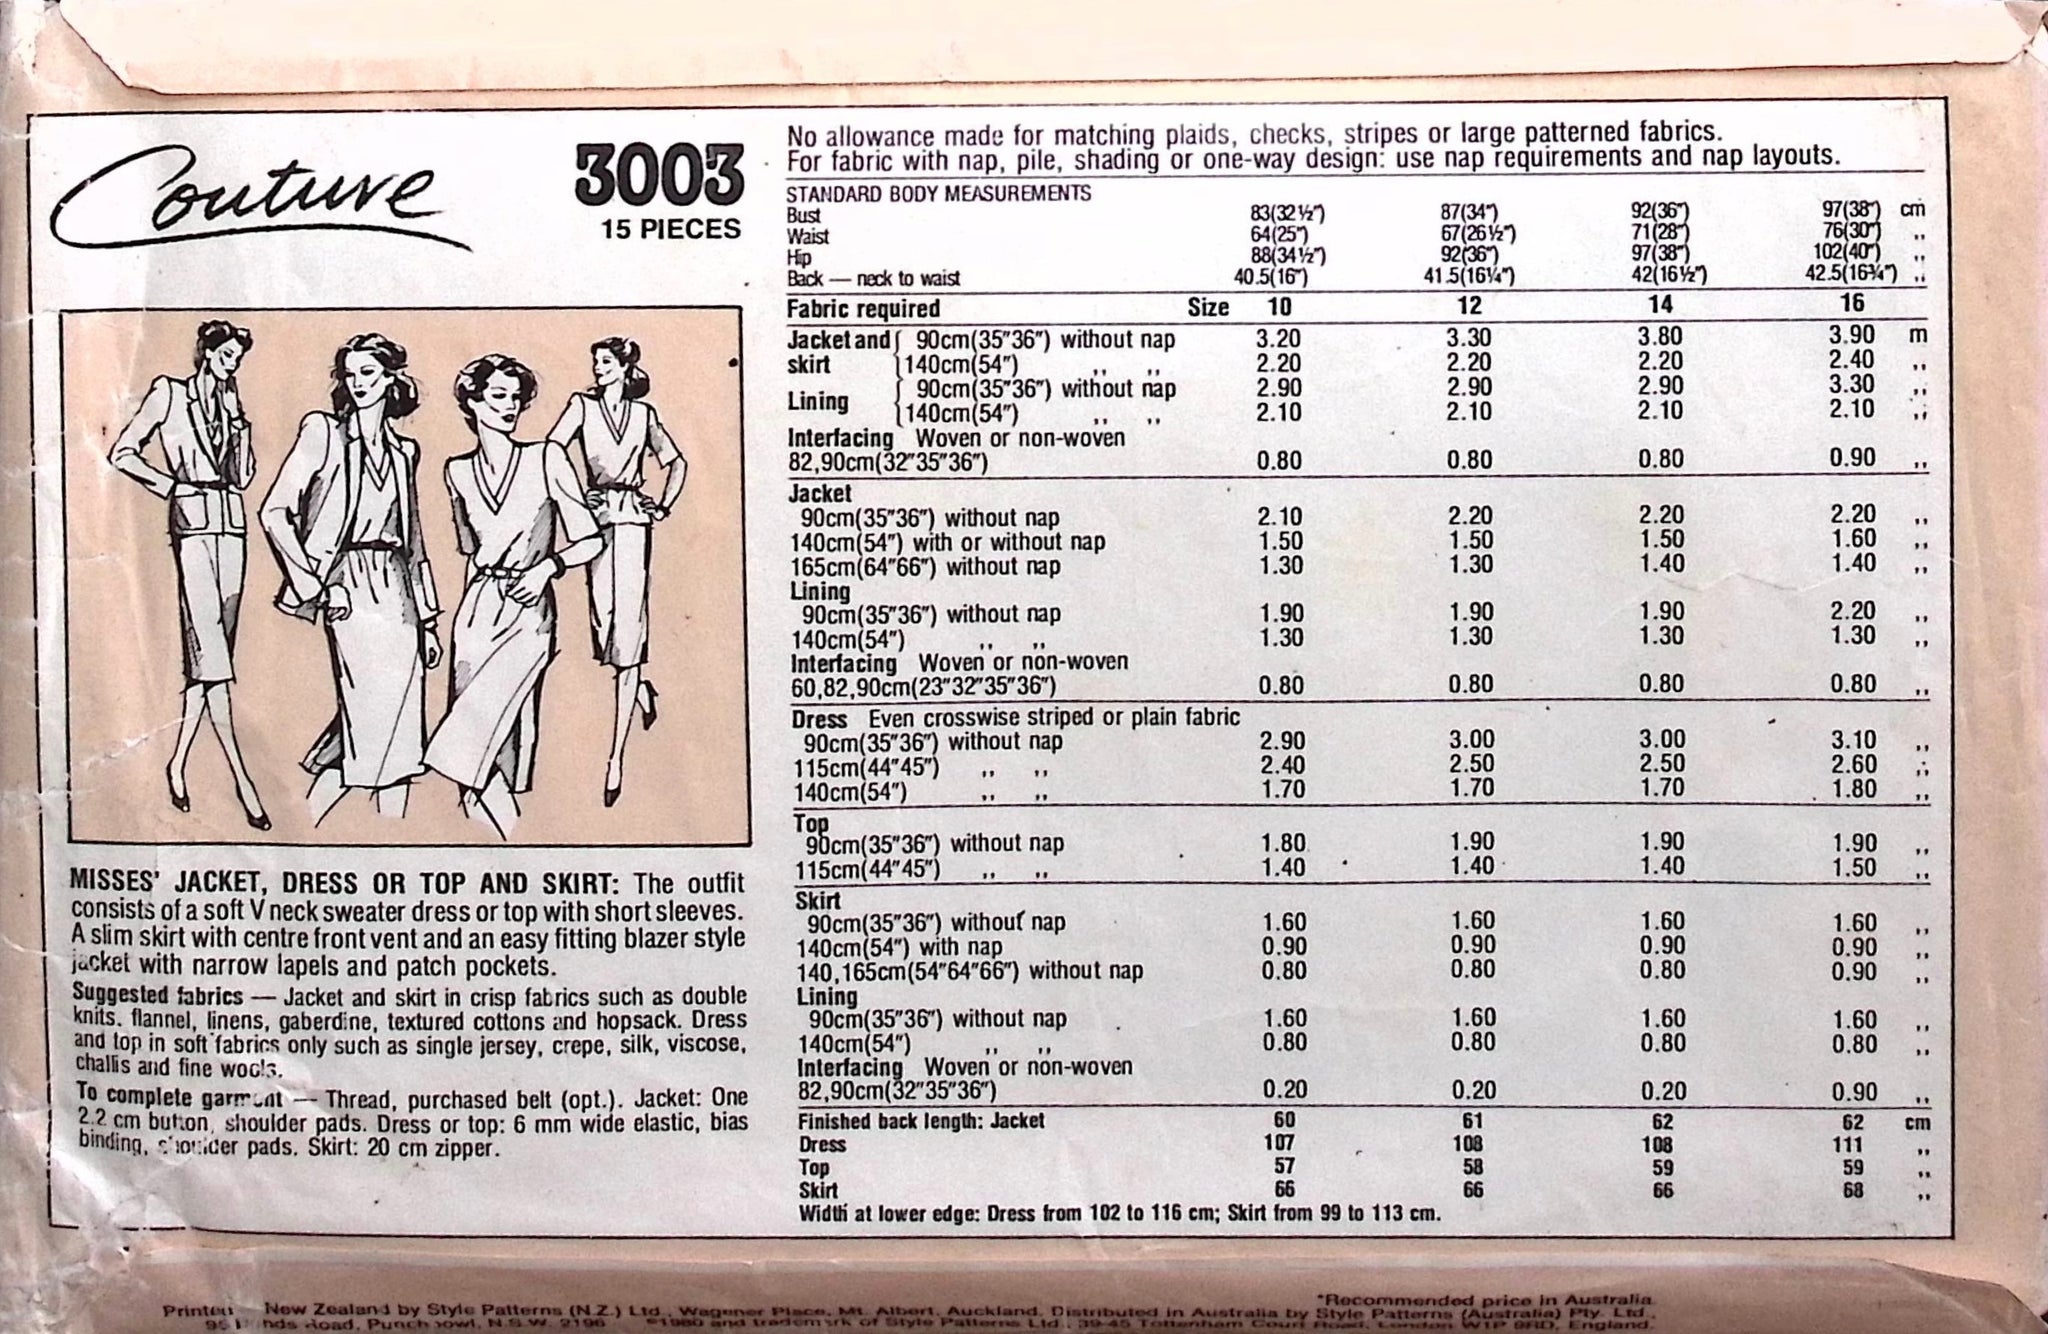 Couture
3003
15 PIECES
MISSES' JACKET, DRESS OR TOP AND SKIRT: The outfit
consists of a soft V neck sweater dress or top with short sleeves.
A slim skirt with centre front vent and an easy fitting blazer style
jacket with narrow lapels and patch pockets.
Suggested fabrics — Jacket and skirt in crisp fabrics such as double
knits. flannel, linens, gaberdine, textured cottons and hopsack. Dress
and top in soft fabrics only such as single jersey, crepe, silk, viscose,
challis and fine wools.
To complete garment — Thread, purchased belt (opt.). Jacket: One
2.2 cm button, shoulder pads. Dress or top: 6 mm wide elastic, bias
binding, shoulder pads. Skirt: 20 cm zipper.
No allowance made for matching plaids, checks, stripes or large patterned fabrics.
For fabric with nap, pile, shading or one-way design: use nap requirements and nap layouts.
STANDARD BODY MEASUREMENTS
Bust 83(32½") 87(34") 92(36") 97(38") cm
Waist 64(25") 67(26½") 71(28") 76(30") ,,
Hip 88(34½") 92(36") 97(38") 102(40") ,,
Back — neck to waist 40.5(16") 41.5(16¼") 42(16½") 42.5(16¾") ,,
Fabric required Size 10 12 14 16
Jacket and { 90cm(35"36") without nap 3.20 3.30 3.80 3.90 m
skirt 140cm(54") ,, ,, 2.20 2.20 2.20 2.40 ,,
{ 90cm(35"36") without nap 2.90 2.90 2.90 3.30 ,,
Lining 140cm(54") ,, ,, 2.10 2.10 2.10 2.10 ,,
Interfacing Woven or non-woven
82,90cm(32"35"36") 0.80 0.80 0.80 0.90 ,,
Jacket
90cm(35"36") without nap 2.10 2.20 2.20 2.20 ,,
140cm(54") with or without nap 1.50 1.50 1.50 1.60 ,,
165cm(64"66") without nap 1.30 1.30 1.40 1.40 ,,
Lining
90cm(35"36") without nap 1.90 1.90 1.90 2.20 ,,
140cm(54") ,, ,, 1.30 1.30 1.30 1.30 ,,
Interfacing Woven or non-woven
60,82,90cm(23"32"35"36") 0.80 0.80 0.80 0.80 ,,
Dress Even crosswise striped or plain fabric
90cm(35"36") without nap 2.90 3.00 3.00 3.10 ,,
115cm(44"45") ,, ,, 2.40 2.50 2.50 2.60 ,,
140cm(54") ,, ,, 1.70 1.70 1.70 1.80 ,,
Top
90cm(35"36") without nap 1.80 1.90 1.90 1.90 ,,
115cm(44"45") ,, ,, 1.40 1.40 1.40 1.50 ,,
Skirt
90cm(35"36") without nap 1.60 1.60 1.60 1.60 ,,
140cm(54") with nap 0.90 0.90 0.90 0.90 ,,
140,165cm(54"64"66") without nap 0.80 0.80 0.80 0.90 ,,
Lining
90cm(35"36") without nap 1.60 1.60 1.60 1.60 ,,
140cm(54") ,, ,, 0.80 0.80 0.80 0.80 ,,
Interfacing Woven or non-woven
82,90cm(32"35"36") 0.20 0.20 0.20 0.90 ,,
Finished back length: Jacket 60 61 62 62 cm
Dress 107 108 108 111 ,,
Top 57 58 59 59 ,,
Skirt 66 66 66 68 ,,
Width at lower edge: Dress from 102 to 116 cm; Skirt from 99 to 113 cm.
*Recommended price in Australia
Printed New Zealand by Style Patterns (N.Z.) Ltd., Wagener Place, Mt. Albert, Auckland. Distributed in Australia by Style Patterns (Australia) Pty. Ltd.
Road, Punchbowl, N.S.W. 2196 ©1980 and trademark of Style Patterns Ltd., 39-45 Tottenham Court Road, London W1P 9RD, England.